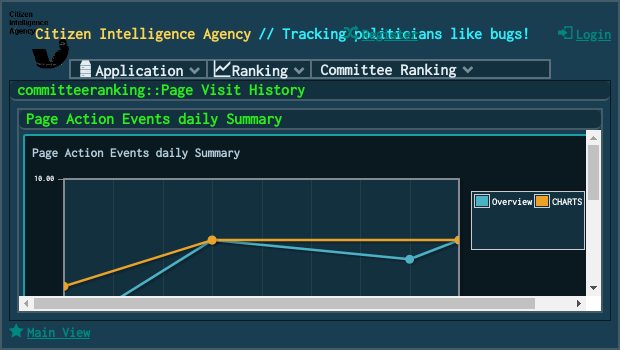 Citizen
Intelligence
Agency
Citizen Intelligence Agency // Tracking politicians like bugs!
Register
Login
Application
Ranking
Committee Ranking
committeeranking::Page Visit History
Page Action Events daily Summary
Page Action Events daily Summary
10.00
Overview
CHARTS
Main View